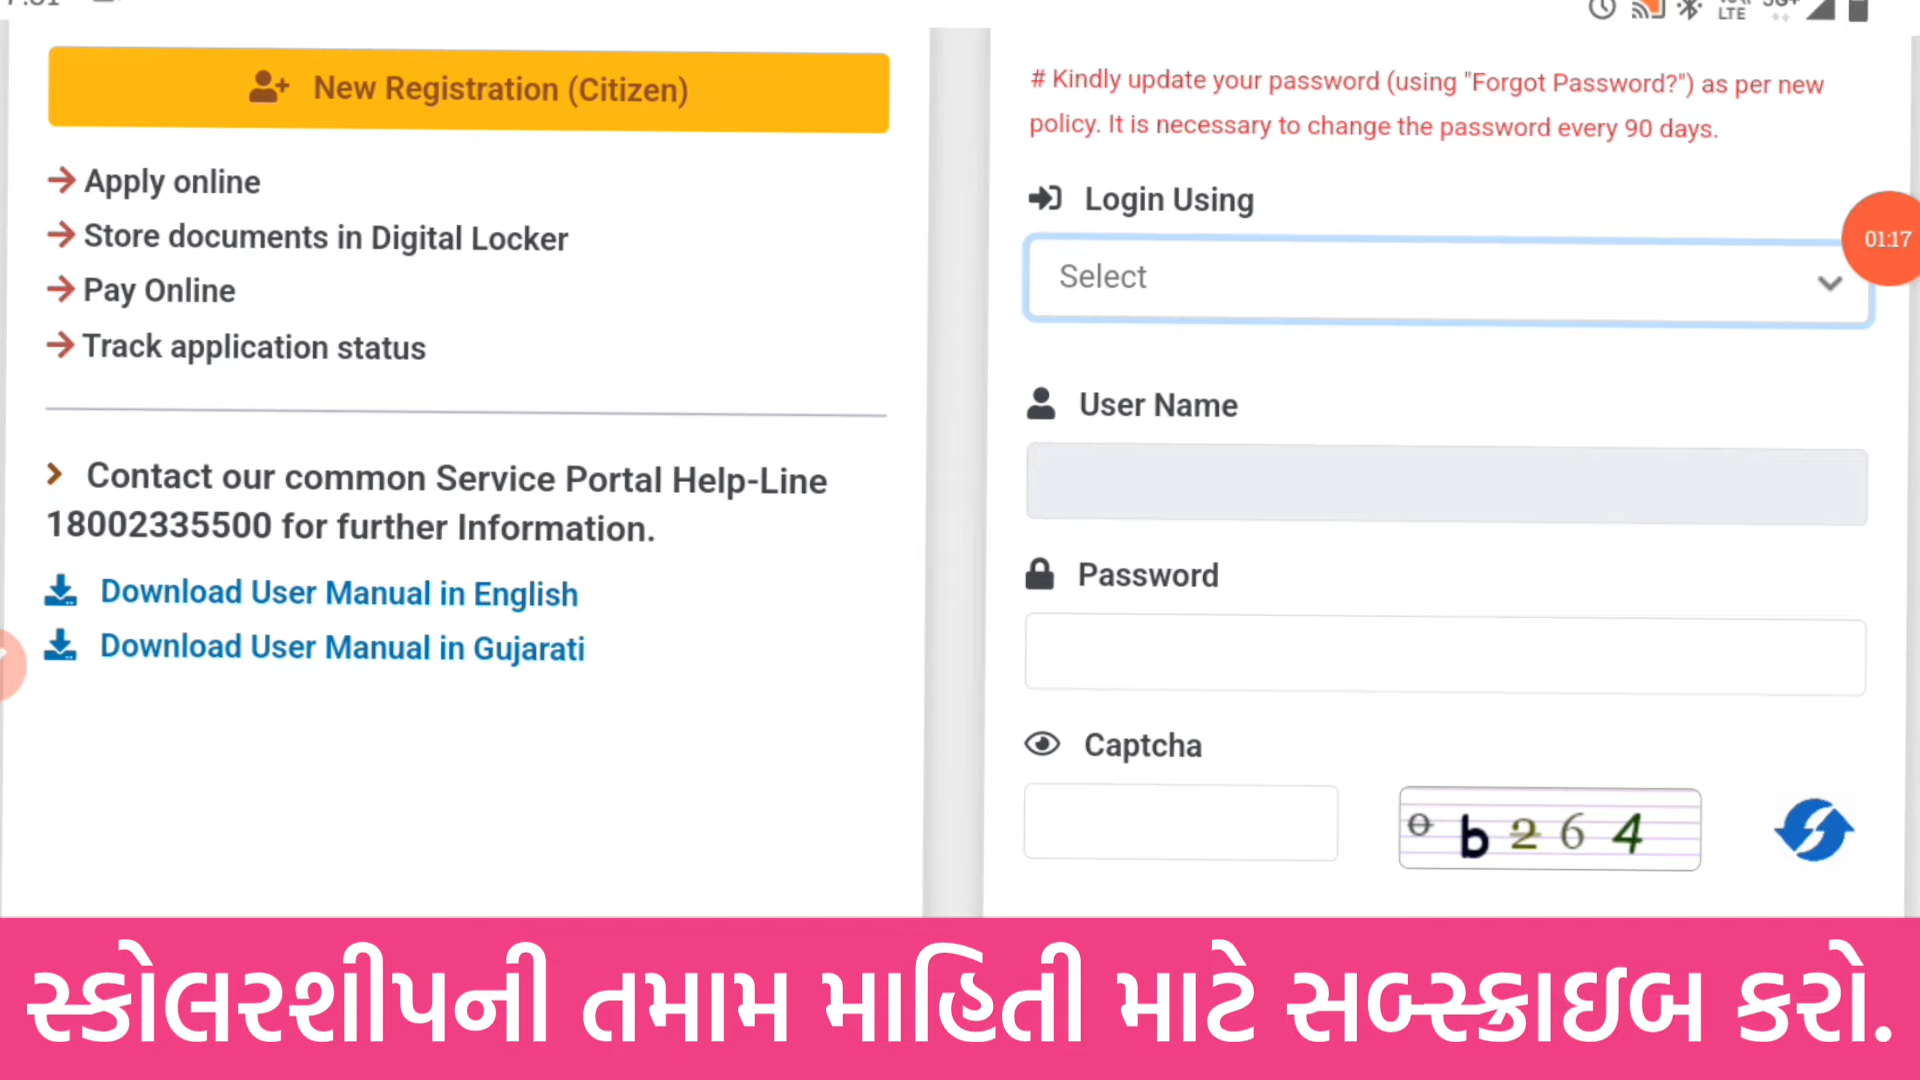 New Registration (Citizen)
Apply online
Store documents in Digital Locker
Pay Online
Track application status
Contact our common Service Portal Help-Line
18002335500 for further Information.
Download User Manual in English
Download User Manual in Gujarati
LTE
# Kindly update your password (using "Forgot Password?") as per new
policy. It is necessary to change the password every 90 days.
Login Using
Select
01:17
User Name
Password
Captcha
0 b 2 6 4
સ્કોલરશીપની તમામ માહિતી માટે સબ્સ્ક્રાઇબ કરો.